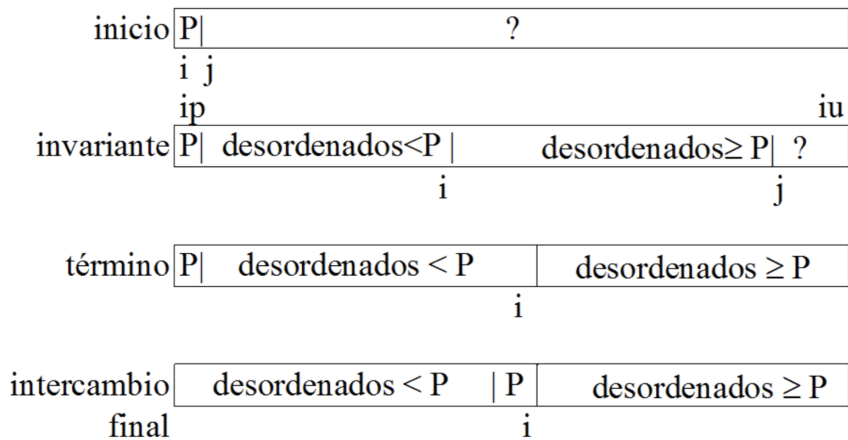 inicio P| ?
i j
ip iu
invariante P| desordenados<P | desordenados≥ P| ?
i j
término P| desordenados < P desordenados ≥ P
i
intercambio desordenados < P | P desordenados ≥ P
final i